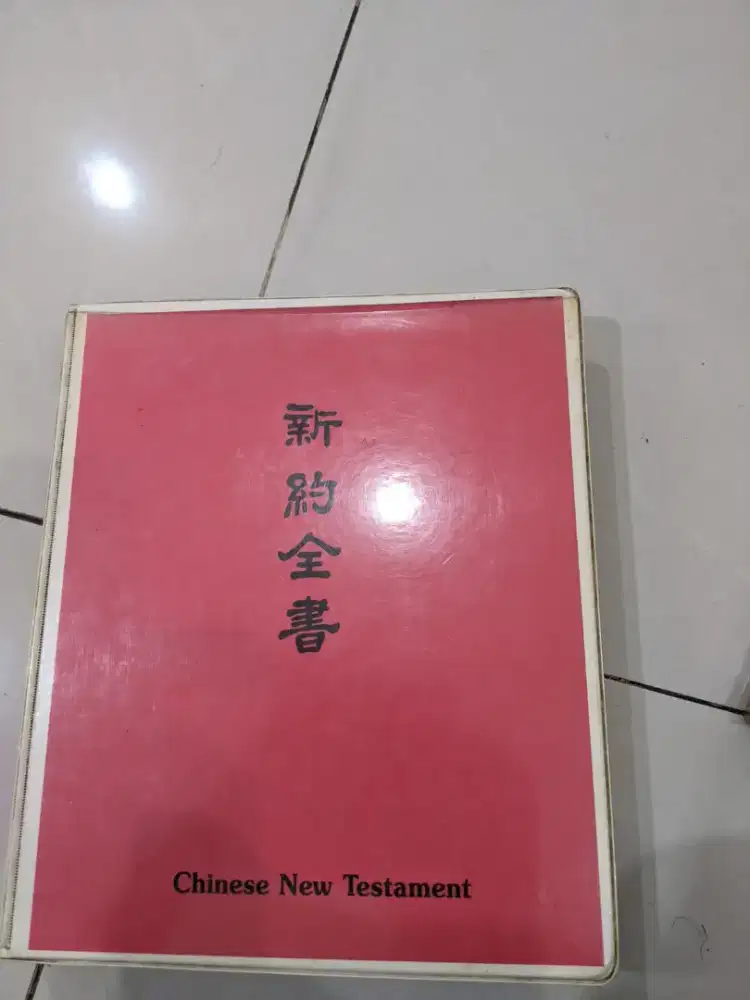 新約全書
Chinese New Testament